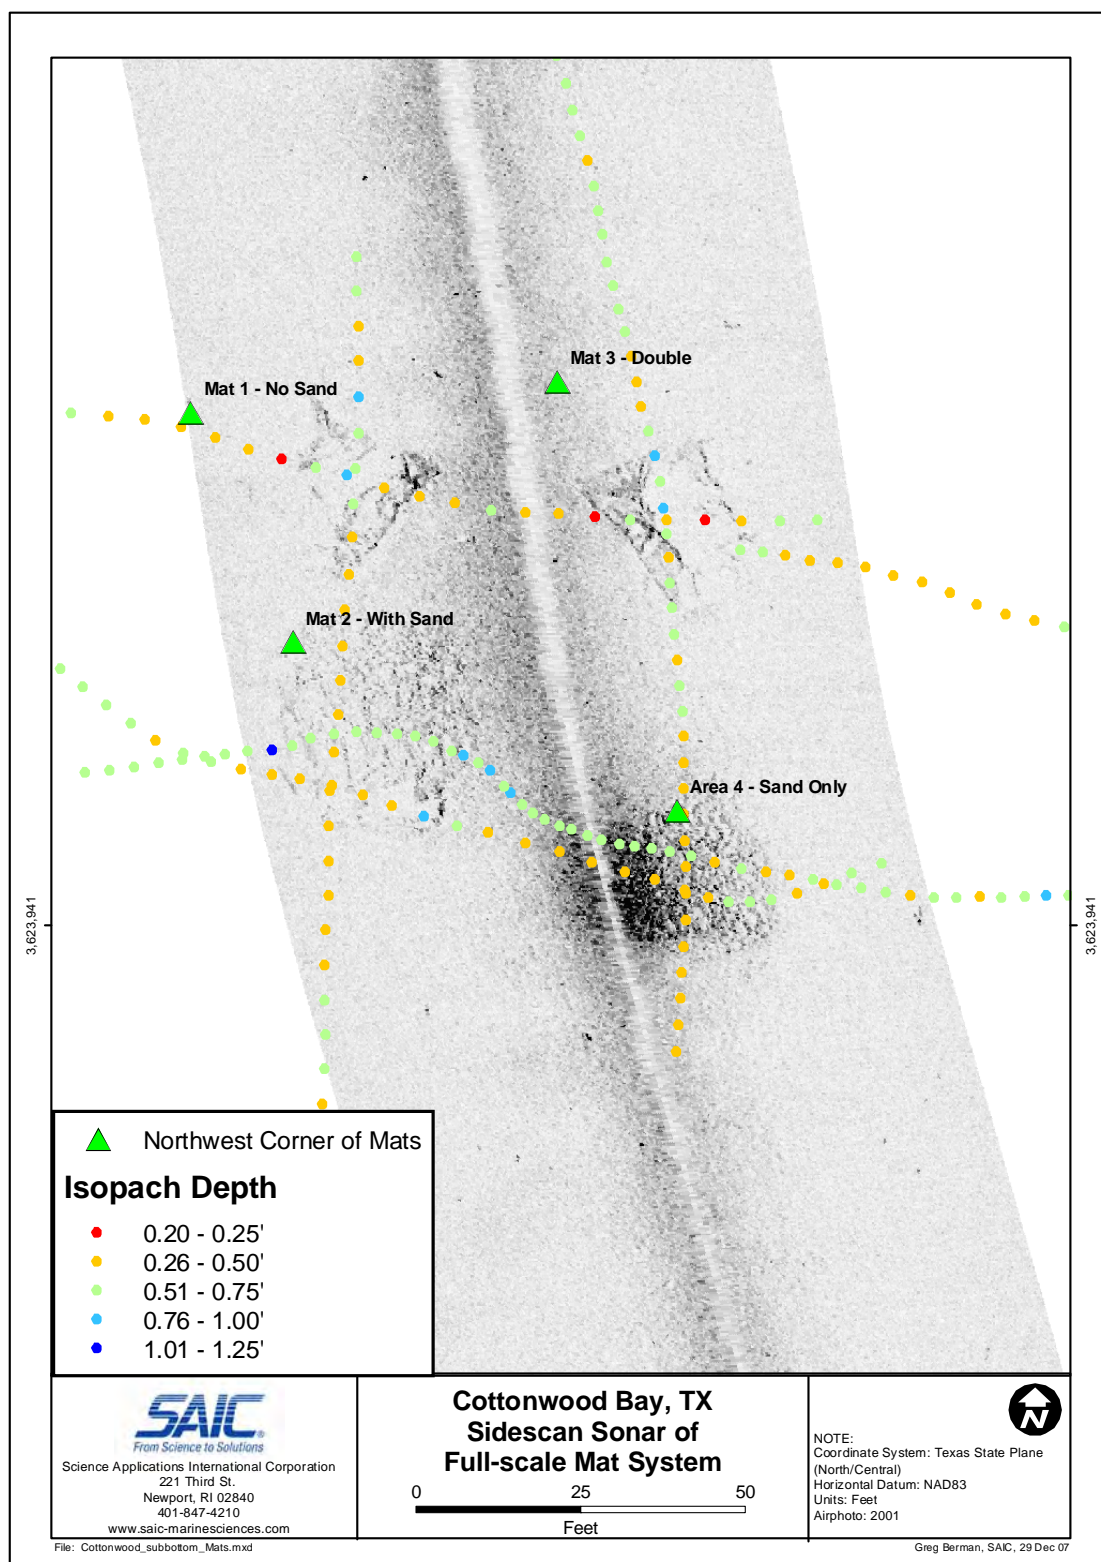 Mat 3 - Double
Mat 1 - No Sand
Mat 2 - With Sand
Area 4 - Sand Only
3,623,941
3,623,941
Northwest Corner of Mats
Isopach Depth
0.20 - 0.25'
0.26 - 0.50'
0.51 - 0.75'
0.76 - 1.00'
1.01 - 1.25'
SAIC
From Science to Solutions
Science Applications International Corporation
221 Third St.
Newport, RI 02840
401-847-4210
www.saic-marinesciences.com
Cottonwood Bay, TX
Sidescan Sonar of
Full-scale Mat System
0 25 50
Feet
N
NOTE:
Coordinate System: Texas State Plane
(North/Central)
Horizontal Datum: NAD83
Units: Feet
Airphoto: 2001
File: Cottonwood_subbottom_Mats.mxd
Greg Berman, SAIC, 29 Dec 07